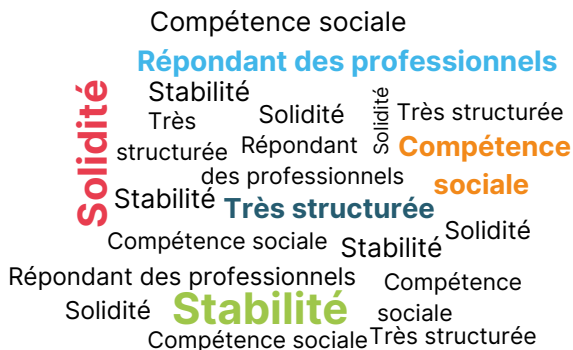 Compétence sociale
Répondant des professionnels
Solidité
Stabilité
Solidité
Solidité
Très structurée
Très
structurée
Répondant
des professionnels
Compétence
sociale
Stabilité
Très structurée
Compétence sociale
Stabilité
Solidité
Répondant des professionnels
Compétence
sociale
Solidité
Stabilité
Compétence sociale
Très structurée